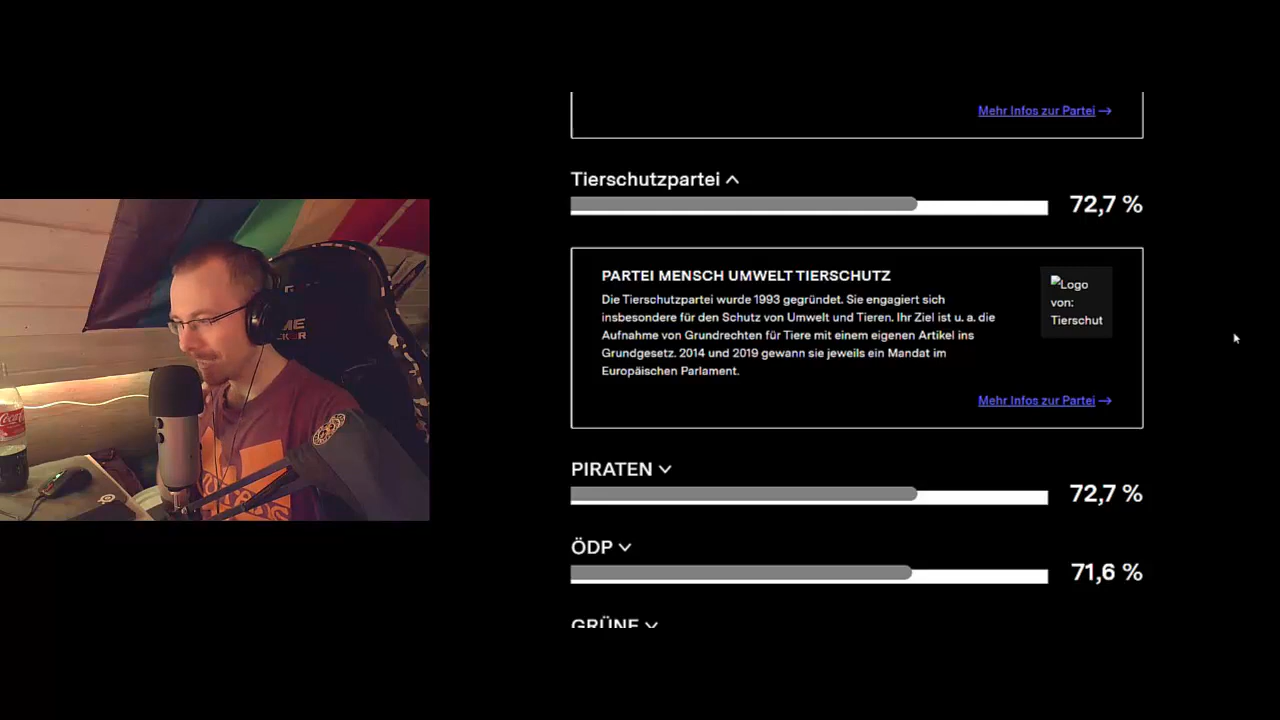 Mehr Infos zur Partei →
Tierschutzpartei
72,7 %
PARTEI MENSCH UMWELT TIERSCHUTZ
Die Tierschutzpartei wurde 1993 gegründet. Sie engagiert sich
insbesondere für den Schutz von Umwelt und Tieren. Ihr Ziel ist u. a. die
Aufnahme von Grundrechten für Tiere mit einem eigenen Artikel ins
Grundgesetz. 2014 und 2019 gewann sie jeweils ein Mandat im
Europäischen Parlament.
Logo
von:
Tierschut
Mehr Infos zur Partei →
PIRATEN
72,7 %
ÖDP
71,6 %
GRÜNE